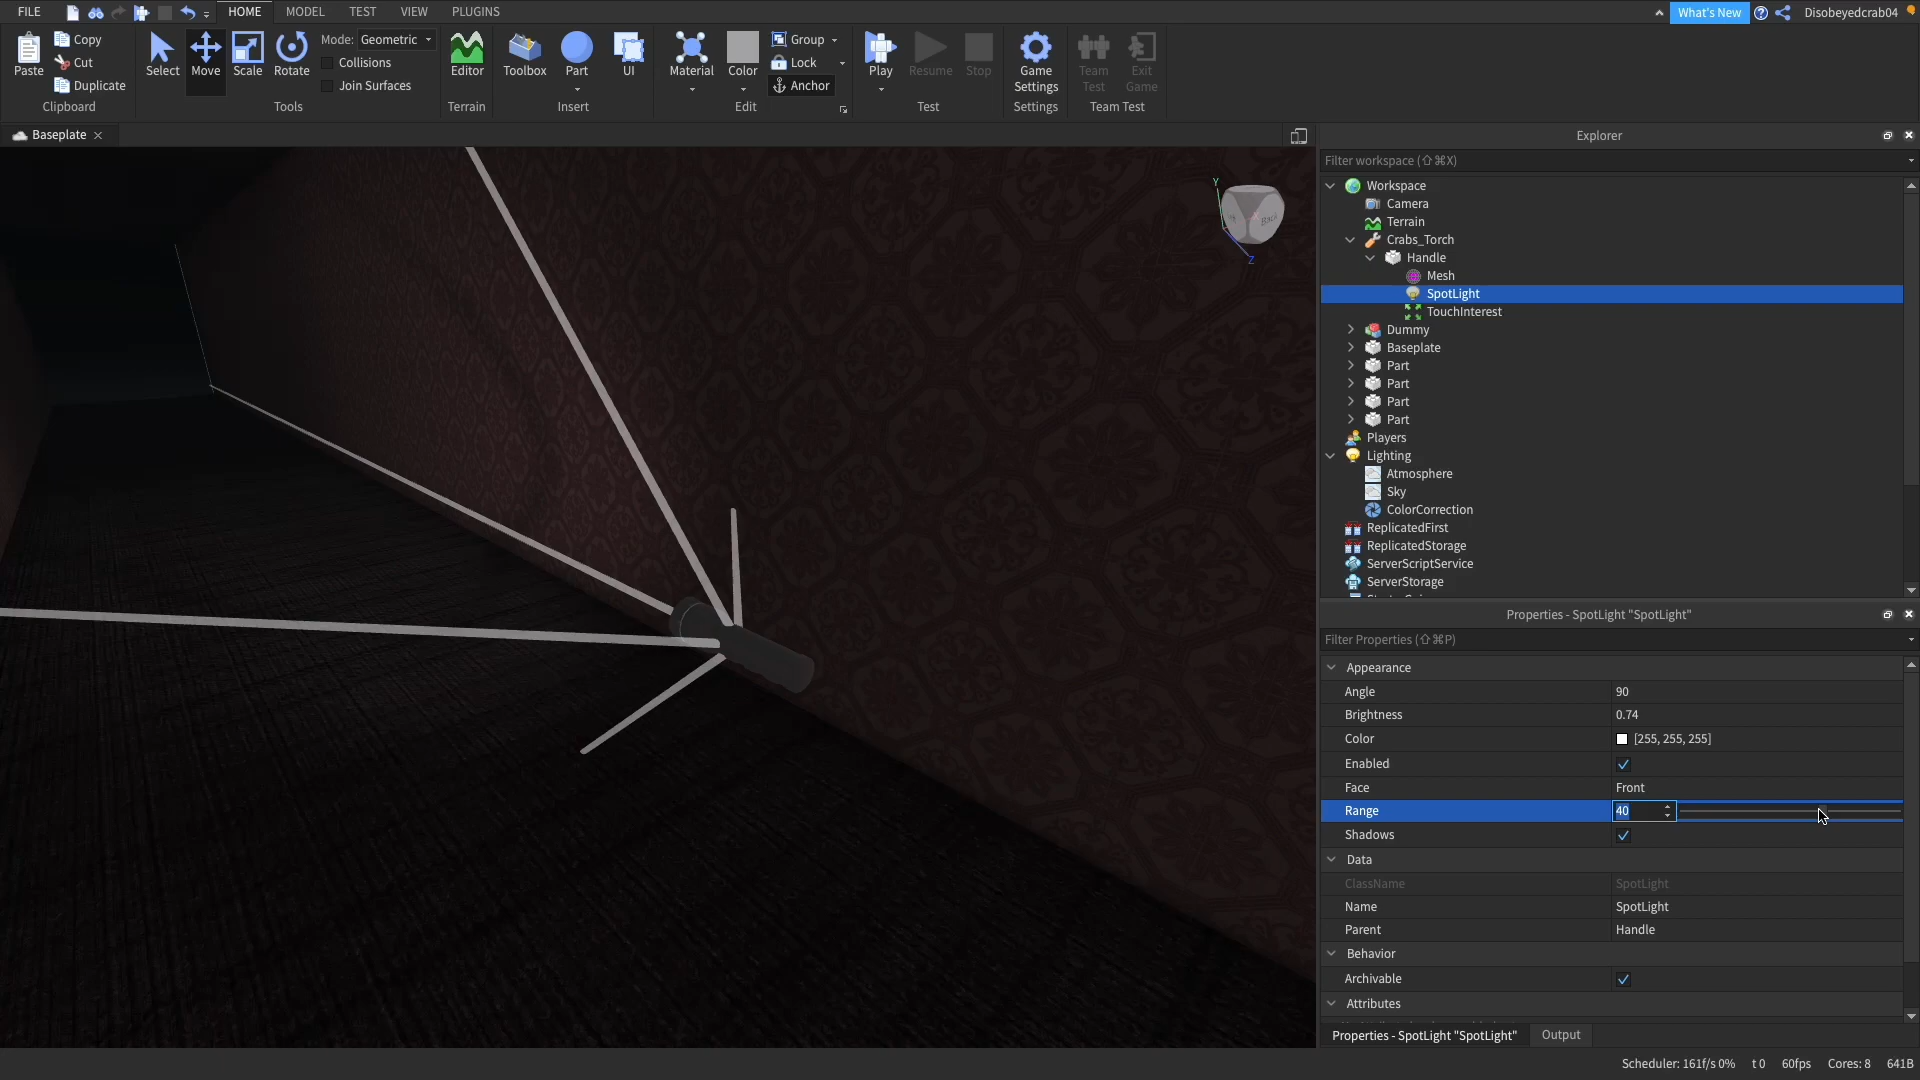 FILE HOME MODEL TEST VIEW PLUGINS What's New Disobeyedcrab04
Paste Copy Cut Duplicate Clipboard
Select Move Scale Rotate Mode: Geometric Collisions Join Surfaces Tools
Editor Terrain
Toolbox Part UI Insert
Material Color Group Lock Anchor Edit
Play Resume Stop Test
Game Settings Settings
Team Test Exit Game Team Test
Baseplate
Y
Back
Z
Explorer
Filter workspace (⇧⌘X)
Workspace
Camera
Terrain
Crabs_Torch
Handle
Mesh
SpotLight
TouchInterest
Dummy
Baseplate
Part
Part
Part
Part
Players
Lighting
Atmosphere
Sky
ColorCorrection
ReplicatedFirst
ReplicatedStorage
ServerScriptService
ServerStorage
Properties - SpotLight "SpotLight"
Filter Properties (⇧⌘P)
Appearance
Angle 90
Brightness 0.74
Color [255, 255, 255]
Enabled
Face Front
Range 40
Shadows
Data
ClassName SpotLight
Name SpotLight
Parent Handle
Behavior
Archivable
Attributes
Properties - SpotLight "SpotLight" Output
Scheduler: 161f/s 0% t 0 60fps Cores: 8 641B